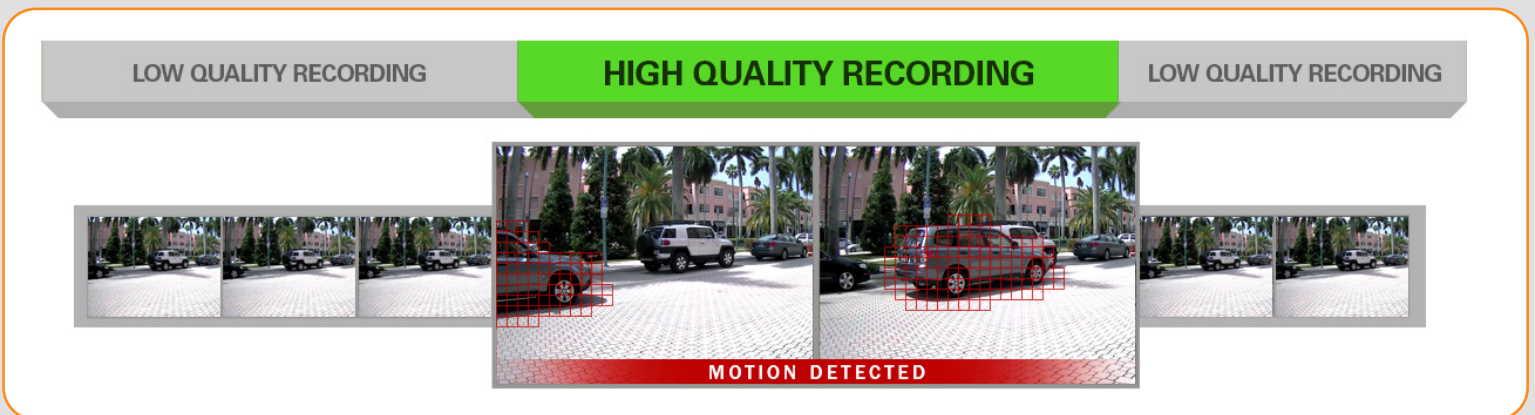 LOW QUALITY RECORDING
HIGH QUALITY RECORDING
LOW QUALITY RECORDING
MOTION DETECTED